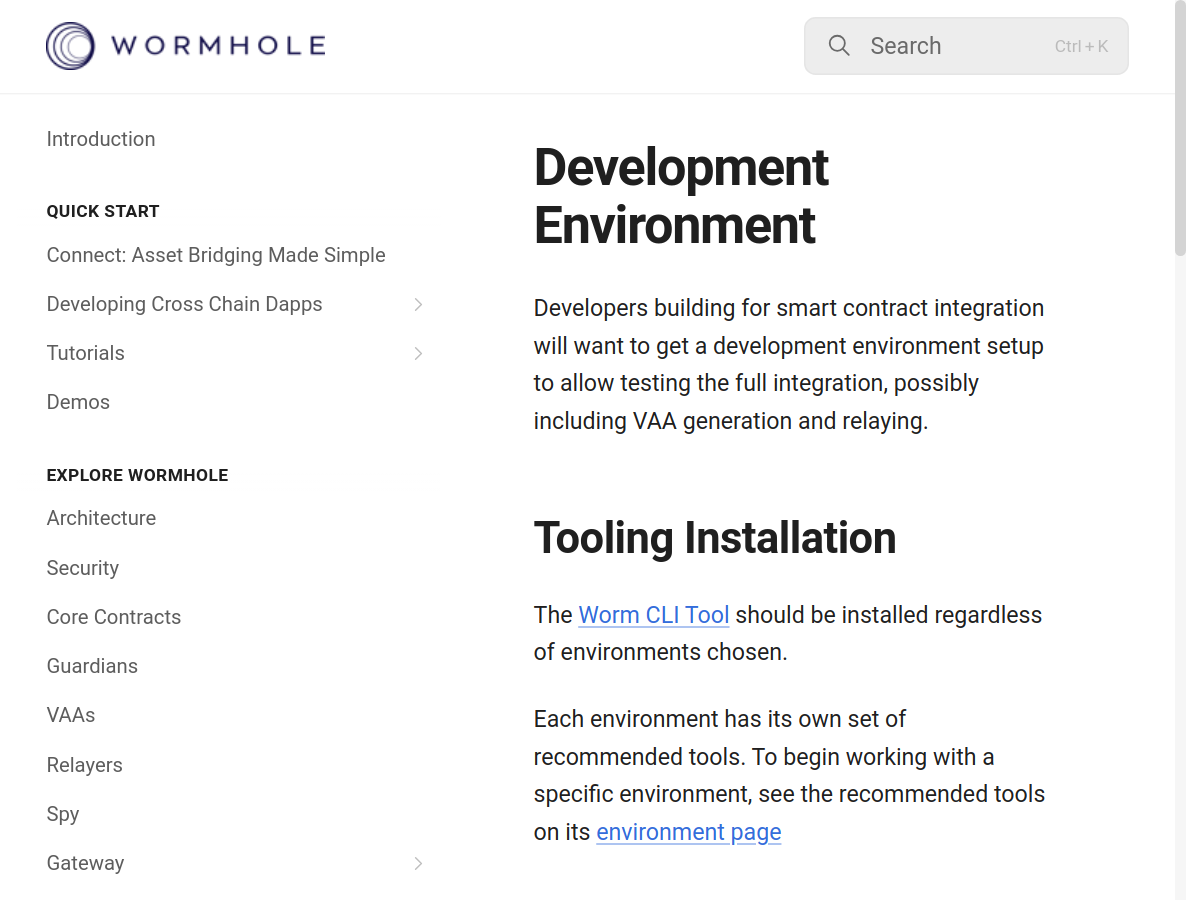 WORMHOLE
Search
Ctrl + K
Introduction
QUICK START
Connect: Asset Bridging Made Simple
Developing Cross Chain Dapps
Tutorials
Demos
EXPLORE WORMHOLE
Architecture
Security
Core Contracts
Guardians
VAAs
Relayers
Spy
Gateway
Development
Environment
Developers building for smart contract integration
will want to get a development environment setup
to allow testing the full integration, possibly
including VAA generation and relaying.
Tooling Installation
The Worm CLI Tool should be installed regardless
of environments chosen.
Each environment has its own set of
recommended tools. To begin working with a
specific environment, see the recommended tools
on its environment page